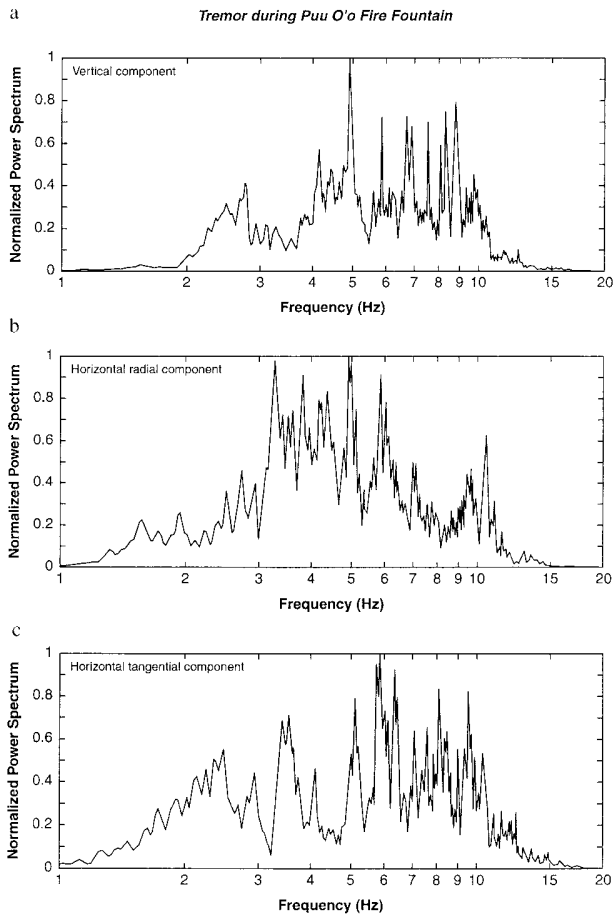 a
Tremor during Puu O'o Fire Fountain
Vertical component
Normalized Power Spectrum
1
0.8
0.6
0.4
0.2
0
1 2 3 4 5 6 7 8 9 10 15 20
Frequency (Hz)
b
Horizontal radial component
Normalized Power Spectrum
1
0.8
0.6
0.4
0.2
0
1 2 3 4 5 6 7 8 9 10 15 20
Frequency (Hz)
c
Horizontal tangential component
Normalized Power Spectrum
1
0.8
0.6
0.4
0.2
0
1 2 3 4 5 6 7 8 9 10 15 20
Frequency (Hz)